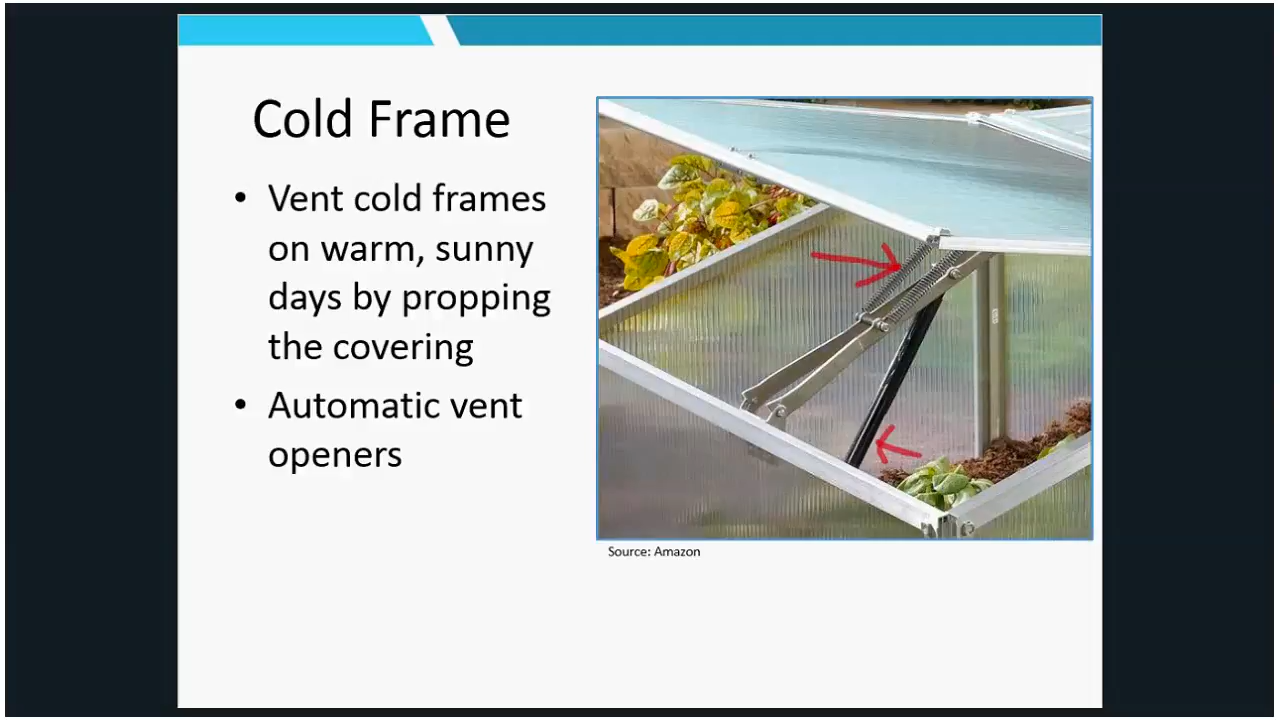 Cold Frame
• Vent cold frames
on warm, sunny
days by propping
the covering
• Automatic vent
openers
Source: Amazon